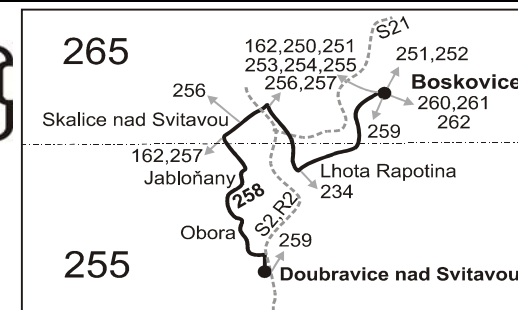 265
S21
162,250,251
253,254,255
256,257
251,252
Boskovice
256
260,261
262
Skalice nad Svitavou
259
162,257
Lhota Rapotina
Jabloňany
234
258
S2,R2
Obora
259
255
Doubravice nad Svitavou